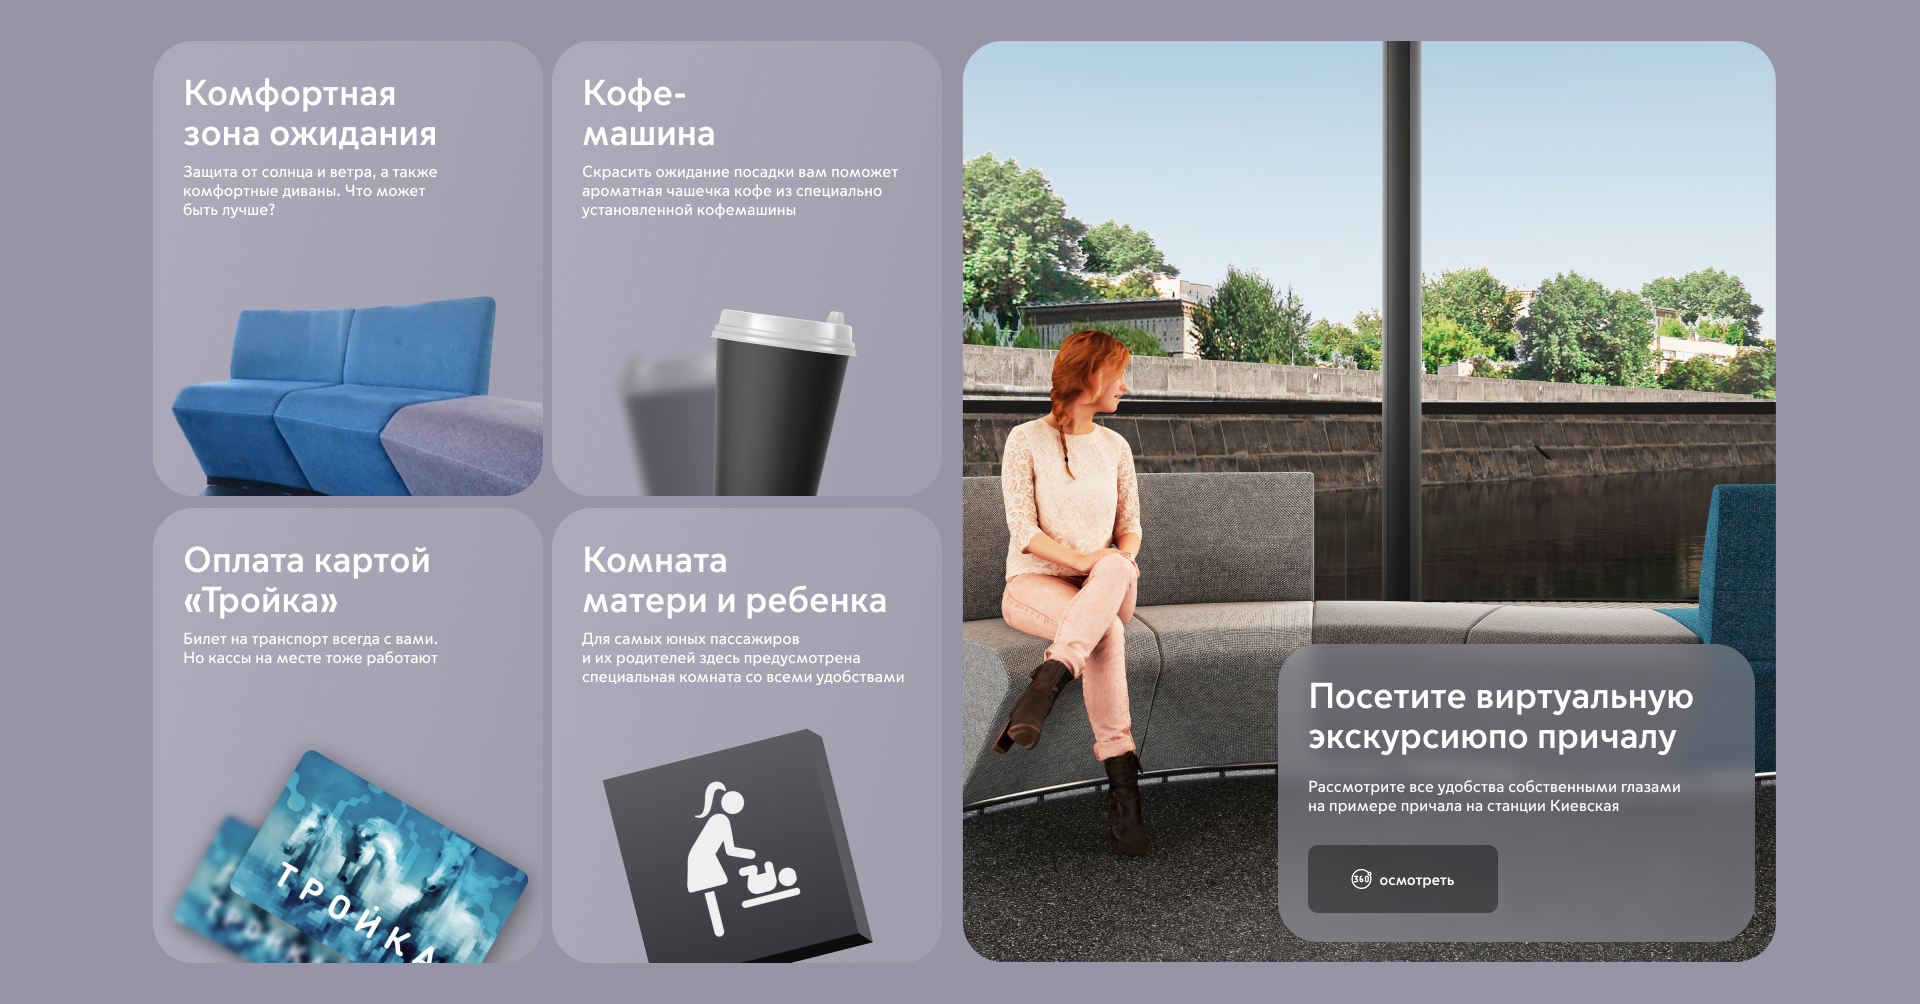 Комфортная
зона ожидания
Защита от солнца и ветра, а также
комфортные диваны. Что может
быть лучше?
Кофе-
машина
Скрасить ожидание посадки вам поможет
ароматная чашечка кофе из специально
установленной кофемашины
Оплата картой
«Тройка»
Билет на транспорт всегда с вами.
Но кассы на месте тоже работают
ТРОЙКА
ТРОЙКА
Комната
матери и ребенка
Для самых юных пассажиров
и их родителей здесь предусмотрена
специальная комната со всеми удобствами
Посетите виртуальную
экскурсиюпо причалу
Рассмотрите все удобства собственными глазами
на примере причала на станции Киевская
360 осмотреть